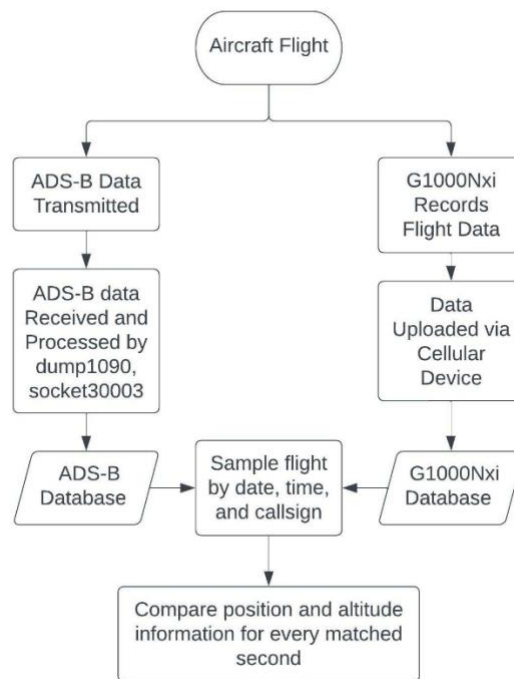 Aircraft Flight
ADS-B Data
Transmitted
G1000Nxi
Records
Flight Data
ADS-B data
Received and
Processed by
dump1090,
socket30003
Data
Uploaded via
Cellular
Device
ADS-B
Database
Sample flight
by date, time,
and callsign
G1000Nxi
Database
Compare position and altitude
information for every matched
second